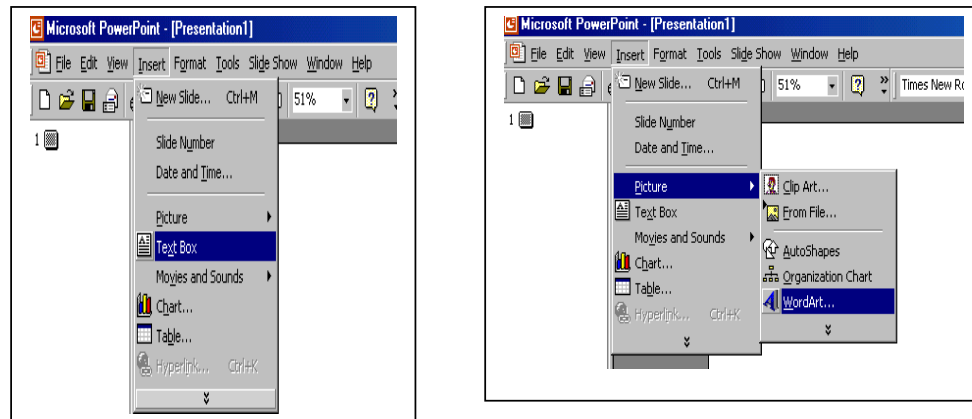 Microsoft PowerPoint - [Presentation1]
File Edit View Insert Format Tools Slide Show Window Help
New Slide... Ctrl+M
51%
1
Slide Number
Date and Time...
Picture
Text Box
Movies and Sounds
Chart...
Table...
Hyperlink... Ctrl+K
Microsoft PowerPoint - [Presentation1]
File Edit View Insert Format Tools Slide Show Window Help
New Slide... Ctrl+M
51%
Times New Ro
1
Slide Number
Date and Time...
Picture
Text Box
Movies and Sounds
Chart...
Table...
Hyperlink... Ctrl+K
Clip Art...
From File...
AutoShapes
Organization Chart
WordArt...